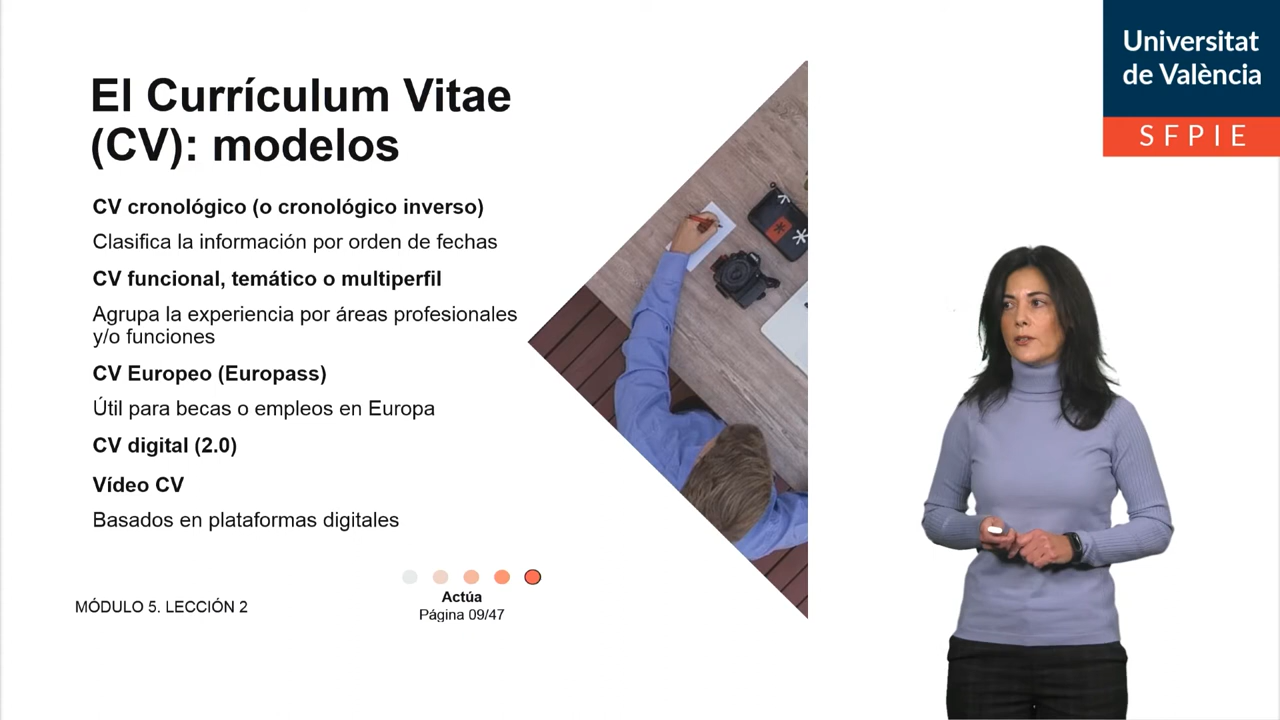 El Currículum Vitae
(CV): modelos
CV cronológico (o cronológico inverso)
Clasifica la información por orden de fechas
CV funcional, temático o multiperfil
Agrupa la experiencia por áreas profesionales
y/o funciones
CV Europeo (Europass)
Útil para becas o empleos en Europa
CV digital (2.0)
Vídeo CV
Basados en plataformas digitales
Actúa
Página 09/47
MÓDULO 5. LECCIÓN 2
Universitat
de València
SFPIE